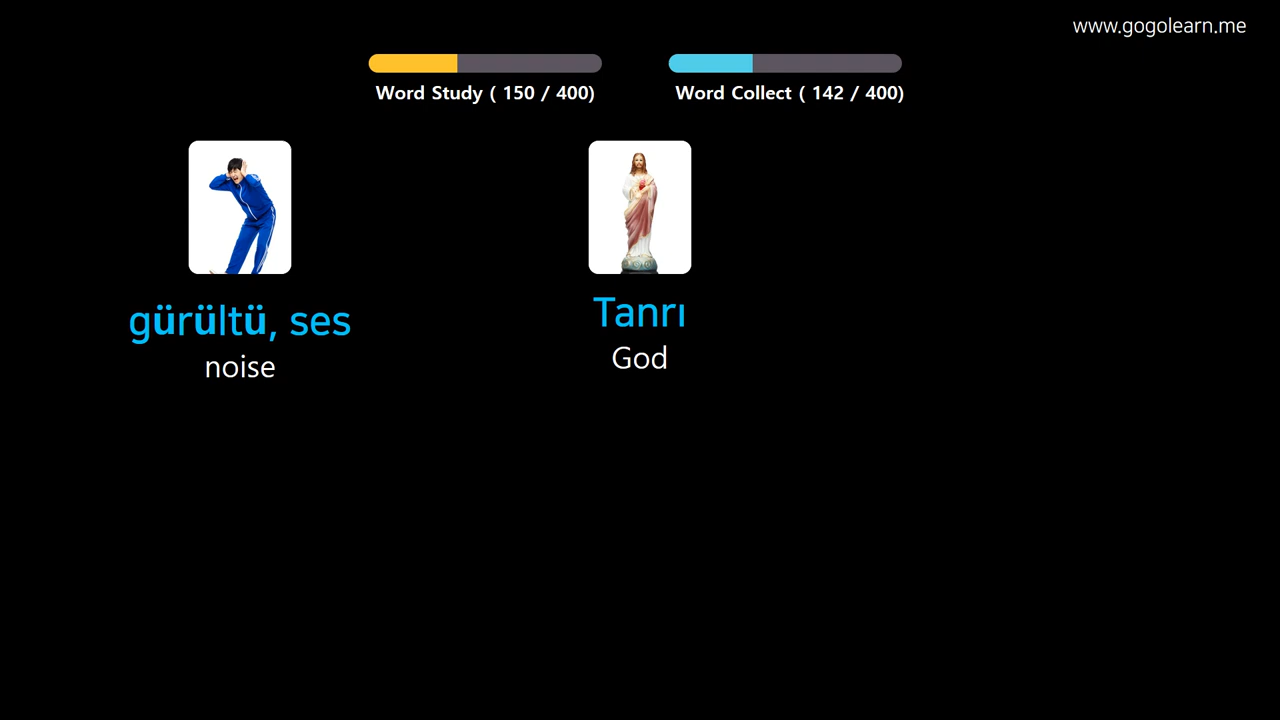 www.gogolearn.me
Word Study ( 150 / 400)
Word Collect ( 142 / 400)
gürültü, ses
noise
Tanrı
God